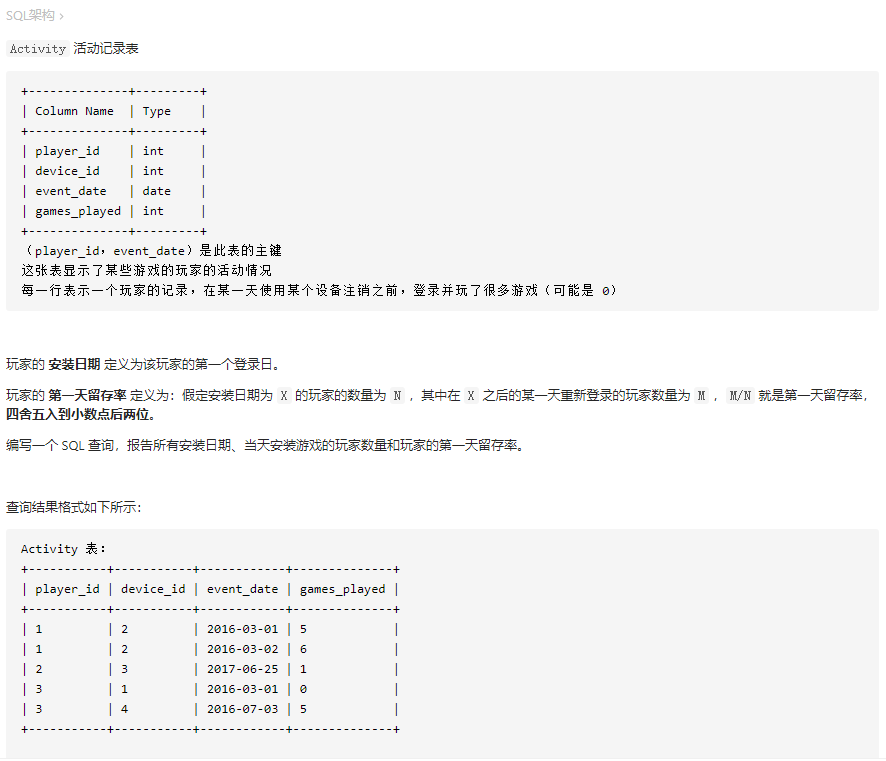 SQL架构 ›
Activity 活动记录表
+--------------+---------+
| Column Name  | Type    |
+--------------+---------+
| player_id    | int     |
| device_id    | int     |
| event_date   | date    |
| games_played | int     |
+--------------+---------+
（player_id，event_date）是此表的主键
这张表显示了某些游戏的玩家的活动情况
每一行表示一个玩家的记录，在某一天使用某个设备注销之前，登录并玩了很多游戏（可能是 0）
玩家的 安装日期 定义为该玩家的第一个登录日。
玩家的 第一天留存率 定义为：假定安装日期为 X 的玩家的数量为 N ，其中在 X 之后的某一天重新登录的玩家数量为 M ，M/N 就是第一天留存率，
四舍五入到小数点后两位。
编写一个 SQL 查询，报告所有安装日期、当天安装游戏的玩家数量和玩家的第一天留存率。
查询结果格式如下所示：
Activity 表：
+-----------+-----------+------------+--------------+
| player_id | device_id | event_date | games_played |
+-----------+-----------+------------+--------------+
| 1         | 2         | 2016-03-01 | 5            |
| 1         | 2         | 2016-03-02 | 6            |
| 2         | 3         | 2017-06-25 | 1            |
| 3         | 1         | 2016-03-01 | 0            |
| 3         | 4         | 2016-07-03 | 5            |
+-----------+-----------+------------+--------------+